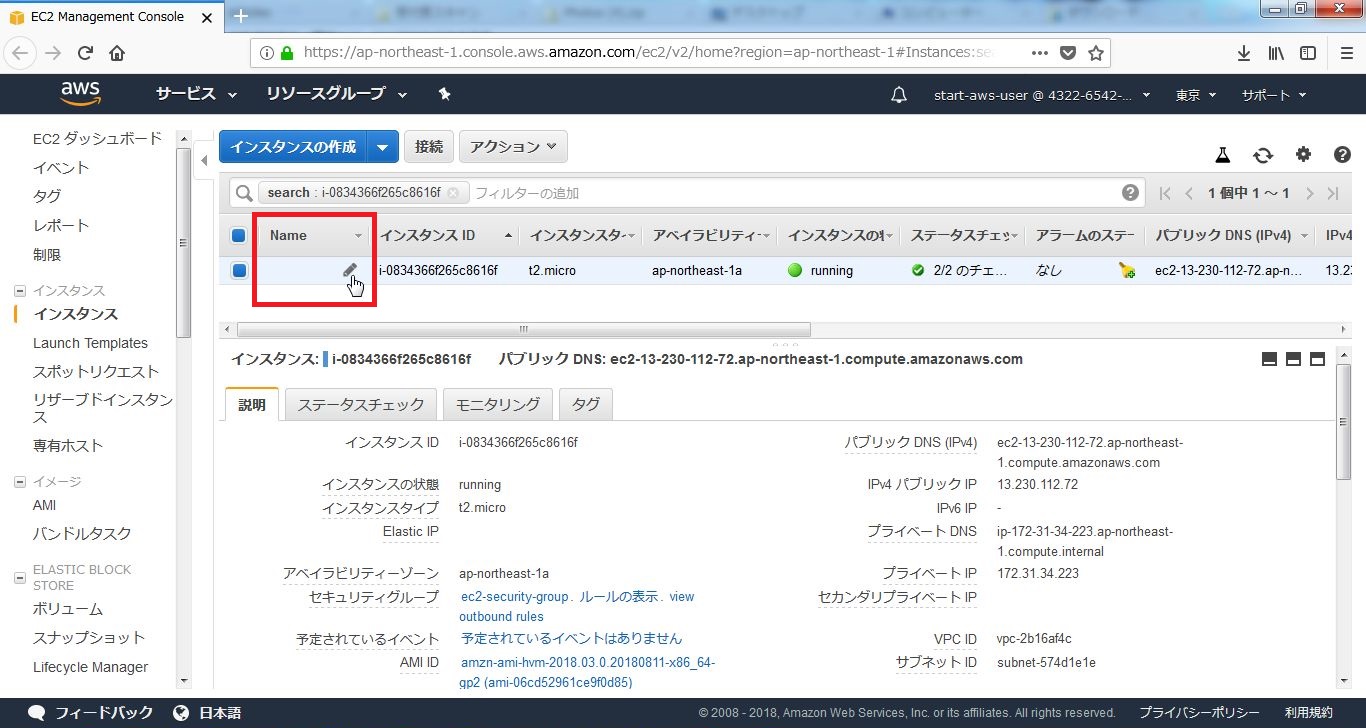 EC2 Management Console
https://ap-northeast-1.console.aws.amazon.com/ec2/v2/home?region=ap-northeast-1#Instances:se
aws サービス リソースグループ start-aws-user @ 4322-6542-... 東京 サポート
EC2 ダッシュボード
イベント
タグ
レポート
制限
インスタンス
インスタンス
Launch Templates
スポットリクエスト
リザーブドインスタン
ス
専有ホスト
イメージ
AMI
バンドルタスク
ELASTIC BLOCK
STORE
ボリューム
スナップショット
Lifecycle Manager
インスタンスの作成 接続 アクション
search : i-0834366f265c8616f フィルターの追加 1 個中 1 ～ 1
Name インスタンス ID インスタンスタ アベイラビリティー インスタンスの ステータスチェッ アラームのステー パブリック DNS (IPv4) IPv4
i-0834366f265c8616f t2.micro ap-northeast-1a running 2/2 のチェ... なし ec2-13-230-112-72.ap-n... 13.23
インスタンス: i-0834366f265c8616f パブリック DNS: ec2-13-230-112-72.ap-northeast-1.compute.amazonaws.com
説明 ステータスチェック モニタリング タグ
インスタンス ID i-0834366f265c8616f
インスタンスの状態 running
インスタンスタイプ t2.micro
Elastic IP
アベイラビリティーゾーン ap-northeast-1a
セキュリティグループ ec2-security-group. ルールの表示. view
outbound rules
予定されているイベント 予定されているイベントはありません
AMI ID amzn-ami-hvm-2018.03.0.20180811-x86_64-
gp2 (ami-06cd52961ce9f0d85)
パブリック DNS (IPv4) ec2-13-230-112-72.ap-northeast-
1.compute.amazonaws.com
IPv4 パブリック IP 13.230.112.72
IPv6 IP -
プライベート DNS ip-172-31-34-223.ap-northeast-
1.compute.internal
プライベート IP 172.31.34.223
セカンダリプライベート IP
VPC ID vpc-2b16af4c
サブネット ID subnet-574d1e1e
フィードバック 日本語 © 2008 - 2018, Amazon Web Services, Inc. or its affiliates. All rights reserved. プライバシーポリシー 利用規約